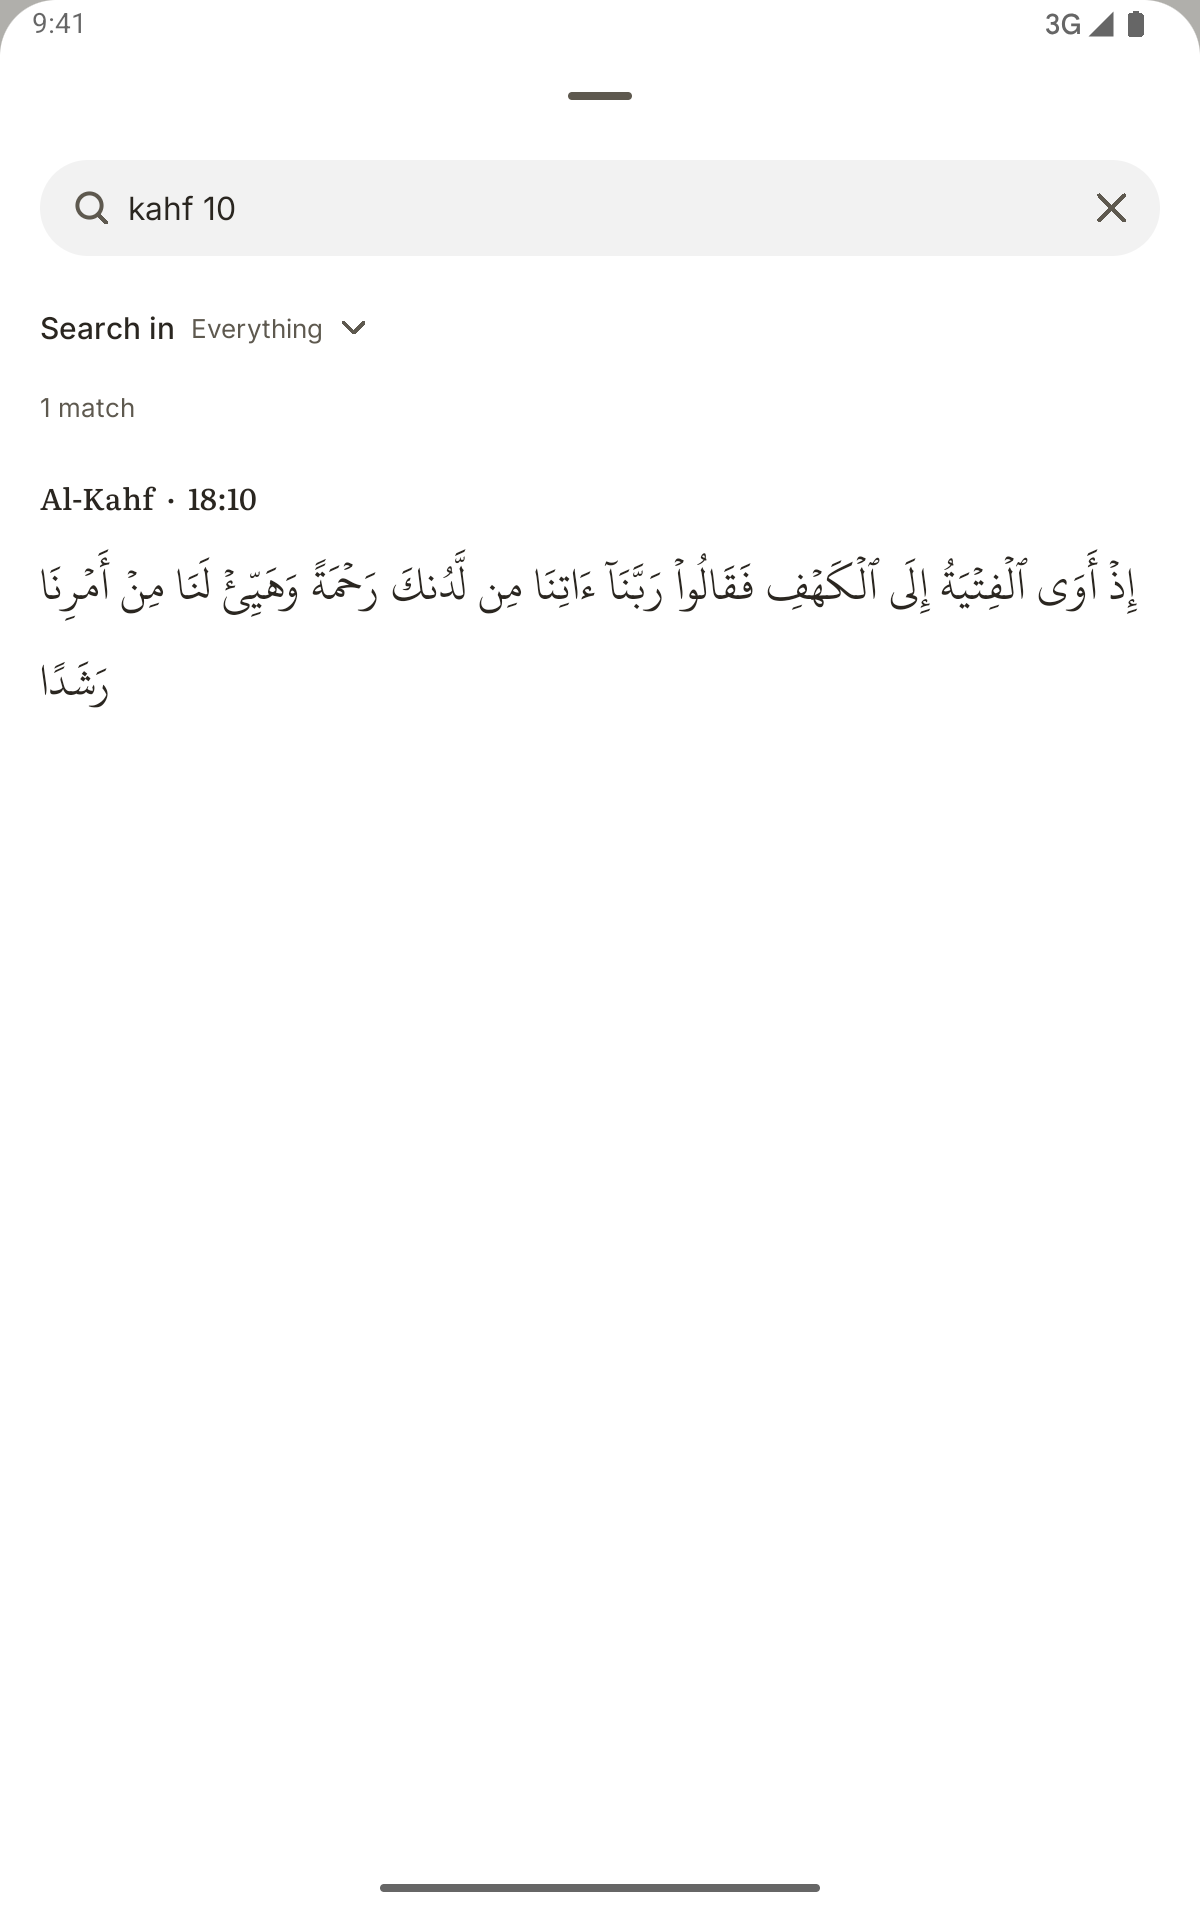 9:41
3G
kahf 10
Search in Everything
1 match
Al-Kahf · 18:10
إِذۡ أَوَى ٱلۡفِتۡيَةُ إِلَى ٱلۡكَهۡفِ فَقَالُواْ رَبَّنَآ ءَاتِنَا مِن لَّدُنكَ رَحۡمَةٗ وَهَيِّئۡ لَنَا مِنۡ أَمۡرِنَا
رَشَدٗا